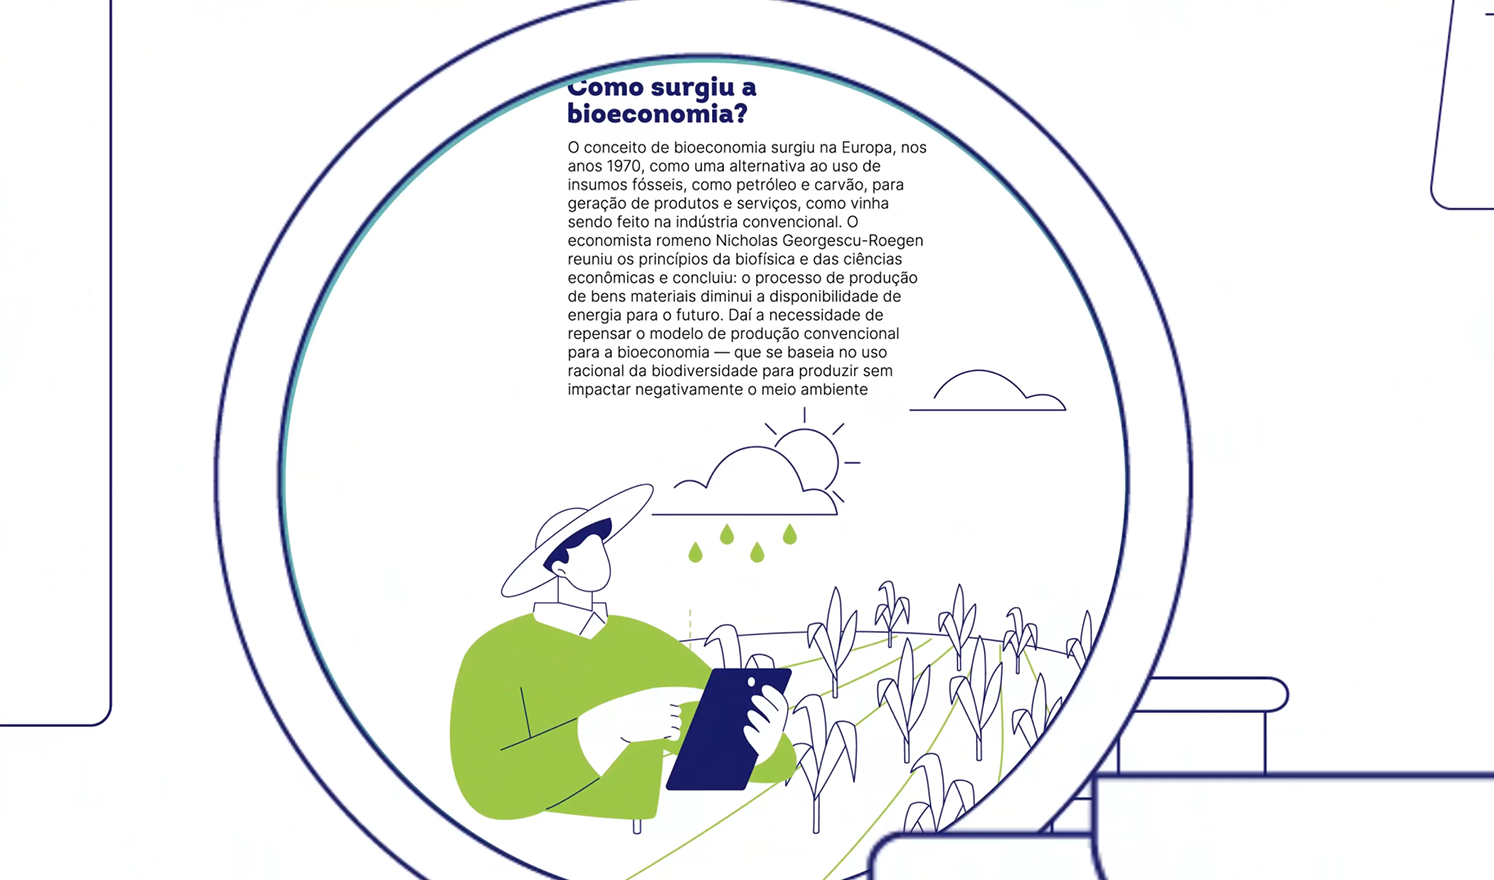 Como surgiu a
bioeconomia?
O conceito de bioeconomia surgiu na Europa, nos
anos 1970, como uma alternativa ao uso de
insumos fósseis, como petróleo e carvão, para
geração de produtos e serviços, como vinha
sendo feito na indústria convencional. O
economista romeno Nicholas Georgescu-Roegen
reuniu os princípios da biofísica e das ciências
econômicas e concluiu: o processo de produção
de bens materiais diminui a disponibilidade de
energia para o futuro. Daí a necessidade de
repensar o modelo de produção convencional
para a bioeconomia — que se baseia no uso
racional da biodiversidade para produzir sem
impactar negativamente o meio ambiente